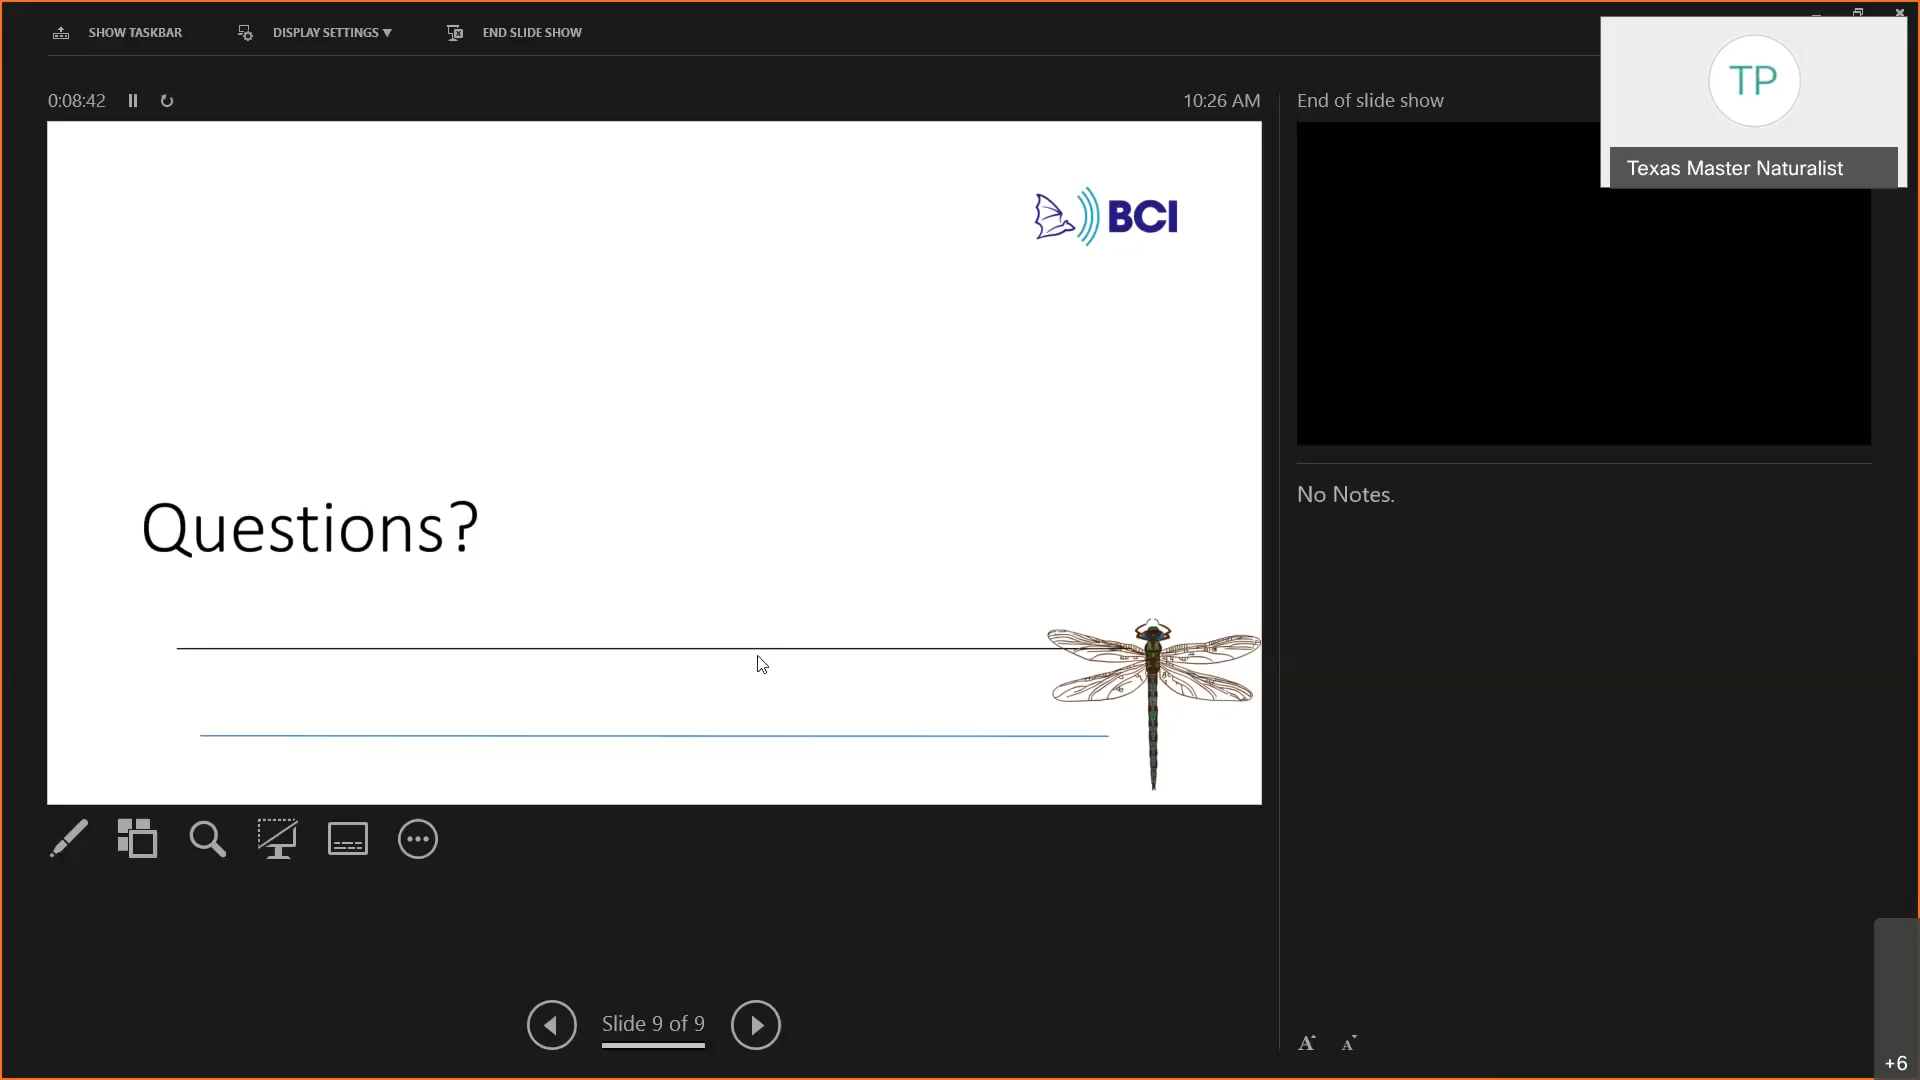 SHOW TASKBAR
DISPLAY SETTINGS ▼
END SLIDE SHOW
0:08:42
10:26 AM
End of slide show
TP
Texas Master Naturalist
BCI
Questions?
No Notes.
Slide 9 of 9
A A
+6